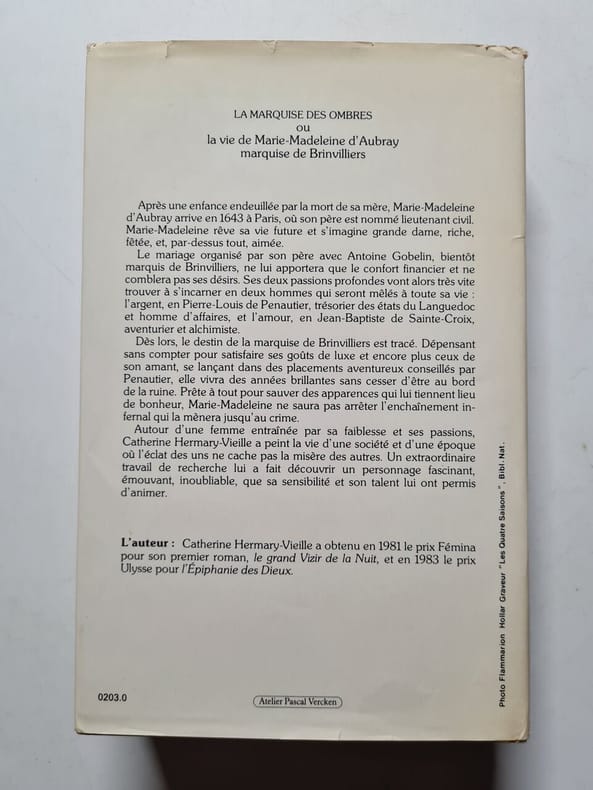 LA MARQUISE DES OMBRES
ou
la vie de Marie-Madeleine d'Aubray
marquise de Brinvilliers
Après une enfance endeuillée par la mort de sa mère, Marie-Madeleine
d'Aubray arrive en 1643 à Paris, où son père est nommé lieutenant civil.
Marie-Madeleine rêve sa vie future et s'imagine grande dame, riche,
fêtée, et, par-dessus tout, aimée.
Le mariage organisé par son père avec Antoine Gobelin, bientôt
marquis de Brinvilliers, ne lui apportera que le confort financier et ne
comblera pas ses désirs. Ses deux passions profondes vont alors très vite
trouver à s'incarner en deux hommes qui seront mêlés à toute sa vie :
l'argent, en Pierre-Louis de Penautier, trésorier des états du Languedoc
et homme d'affaires, et l'amour, en Jean-Baptiste de Sainte-Croix,
aventurier et alchimiste.
Dès lors, le destin de la marquise de Brinvilliers est tracé. Dépensant
sans compter pour satisfaire ses goûts de luxe et encore plus ceux de
son amant, se lançant dans des placements aventureux conseillés par
Penautier, elle vivra des années brillantes sans cesser d'être au bord
de la ruine. Prête à tout pour sauver des apparences qui lui tiennent lieu
de bonheur, Marie-Madeleine ne saura pas arrêter l'enchaînement in-
fernal qui la mènera jusqu'au crime.
Autour d'une femme entraînée par sa faiblesse et ses passions,
Catherine Hermary-Vieille a peint la vie d'une société et d'une époque
où l'éclat des uns ne cache pas la misère des autres. Un extraordinaire
travail de recherche lui a fait découvrir un personnage fascinant,
émouvant, inoubliable, que sa sensibilité et son talent lui ont permis
d'animer.
L'auteur : Catherine Hermary-Vieille a obtenu en 1981 le prix Fémina
pour son premier roman, le grand Vizir de la Nuit, et en 1983 le prix
Ulysse pour l'Épiphanie des Dieux.
Photo Flammarion Hollar Graveur "Les Quatre Saisons", Bibl. Nat.
0203.0
Atelier Pascal Vercken